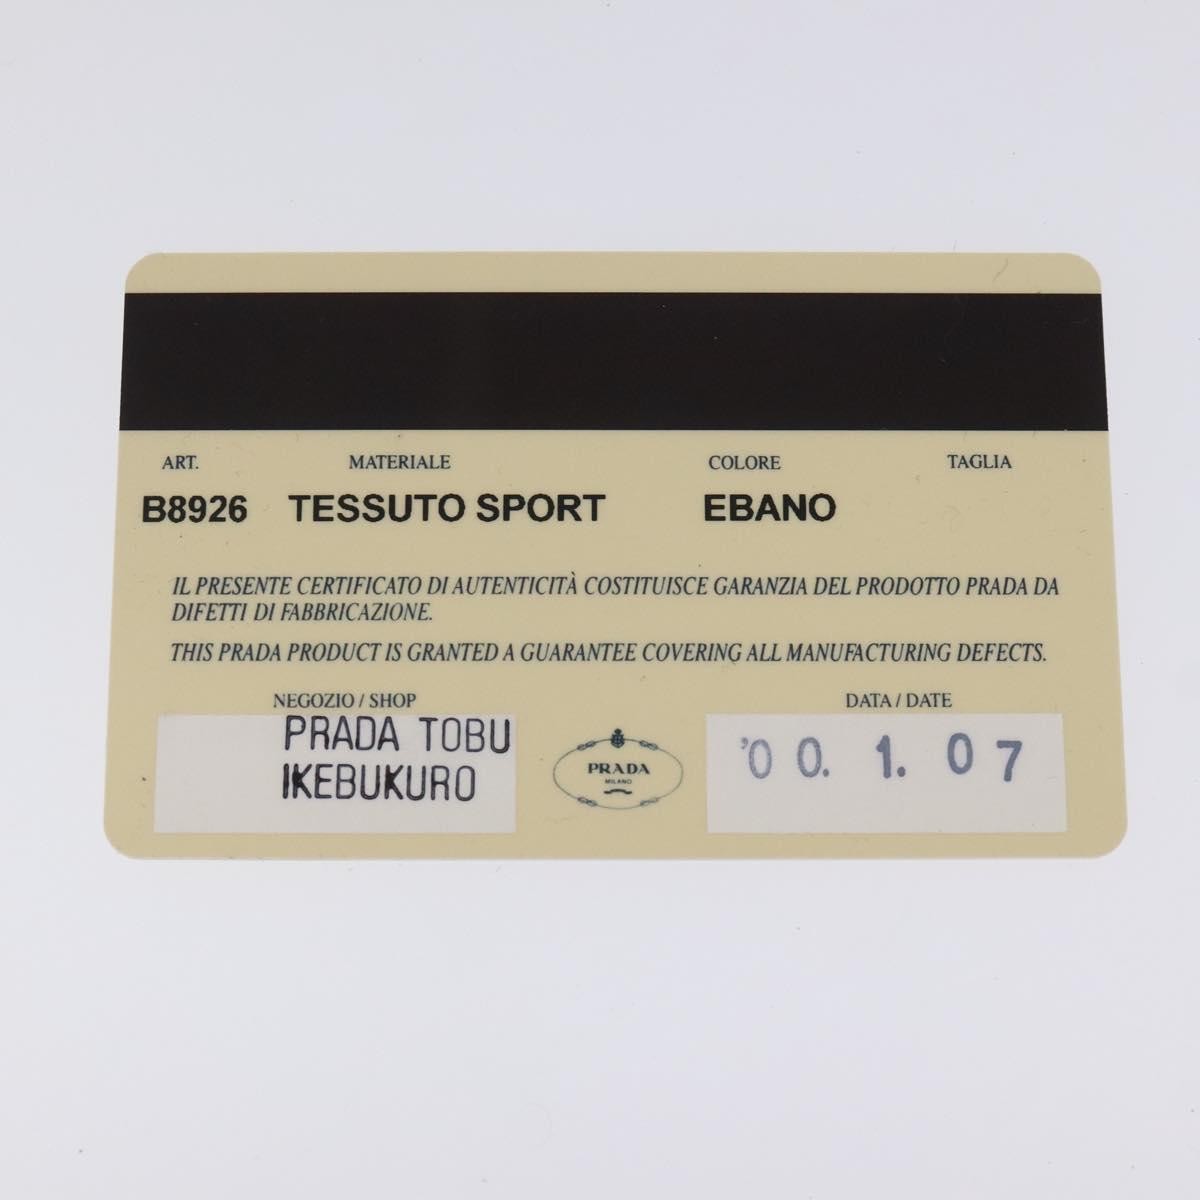 ART. MATERIALE COLORE TAGLIA
B8926 TESSUTO SPORT EBANO
IL PRESENTE CERTIFICATO DI AUTENTICITÀ COSTITUISCE GARANZIA DEL PRODOTTO PRADA DA
DIFETTI DI FABBRICAZIONE.
THIS PRADA PRODUCT IS GRANTED A GUARANTEE COVERING ALL MANUFACTURING DEFECTS.
NEGOZIO / SHOP
PRADA TOBU
IKEBUKURO
PRADA
MILANO
DATA / DATE
'00. 1. 07